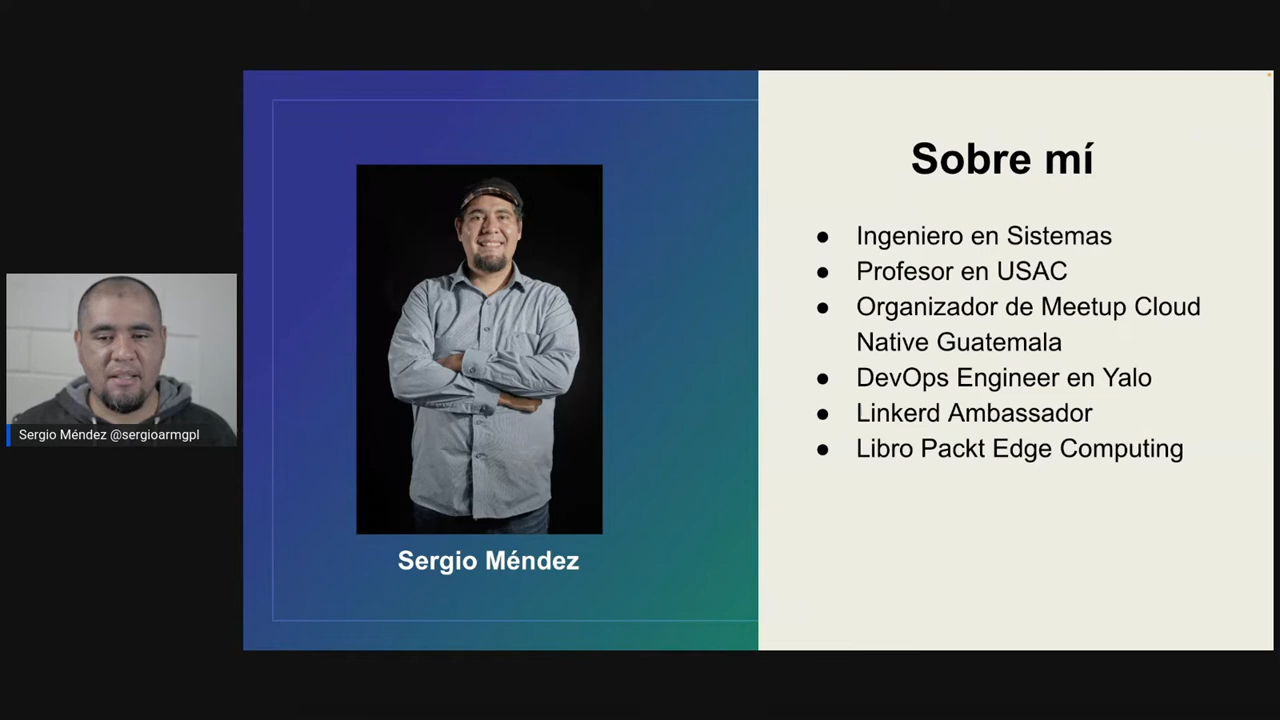 Sergio Méndez @sergioarmgpl
Sergio Méndez
Sobre mí
● Ingeniero en Sistemas
● Profesor en USAC
● Organizador de Meetup Cloud
Native Guatemala
● DevOps Engineer en Yalo
● Linkerd Ambassador
● Libro Packt Edge Computing